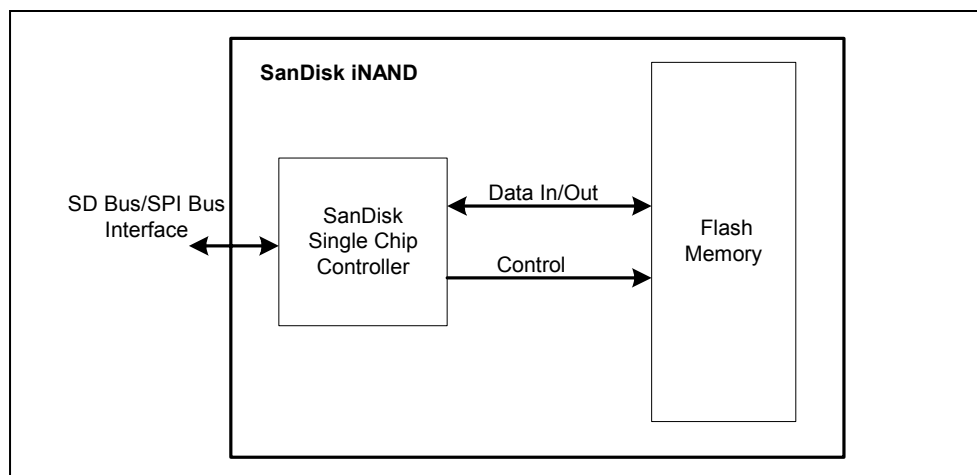 SanDisk iNAND
SD Bus/SPI Bus
Interface
SanDisk
Single Chip
Controller
Data In/Out
Control
Flash
Memory